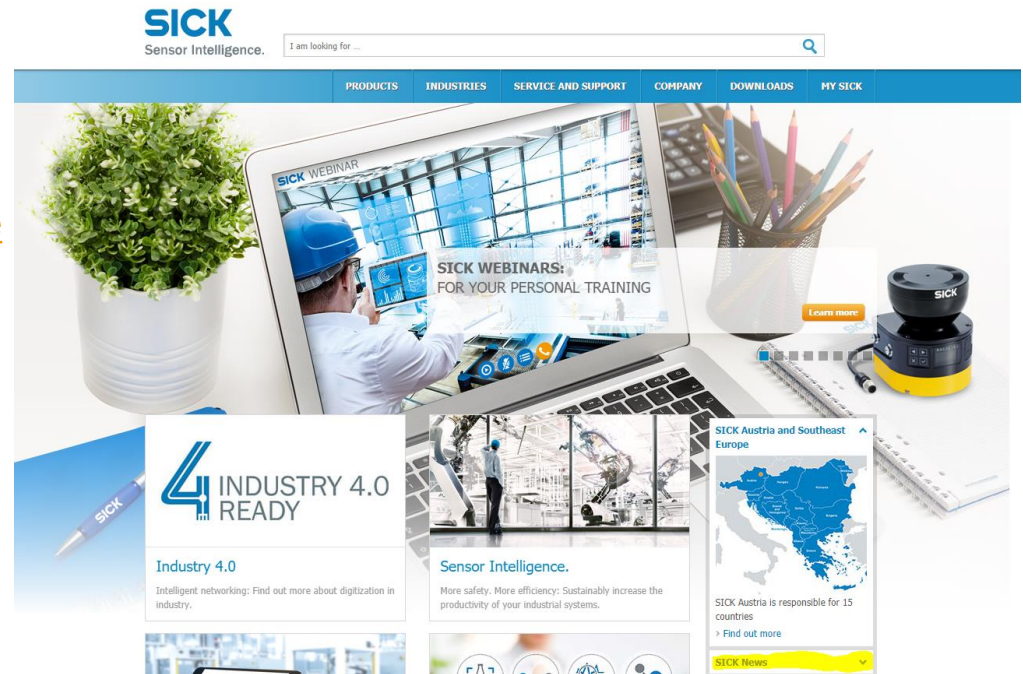 SICK
Sensor Intelligence.
I am looking for ...
PRODUCTS INDUSTRIES SERVICE AND SUPPORT COMPANY DOWNLOADS MY SICK
SICK WEBINAR
SICK WEBINARS:
FOR YOUR PERSONAL TRAINING
Learn more
SICK
SICK
4 INDUSTRY 4.0
READY
Industry 4.0
Intelligent networking: Find out more about digitization in
industry.
Sensor Intelligence.
More safety. More efficiency: Sustainably increase the
productivity of your industrial systems.
SICK Austria and Southeast
Europe
SICK Austria is responsible for 15
countries
> Find out more
SICK News